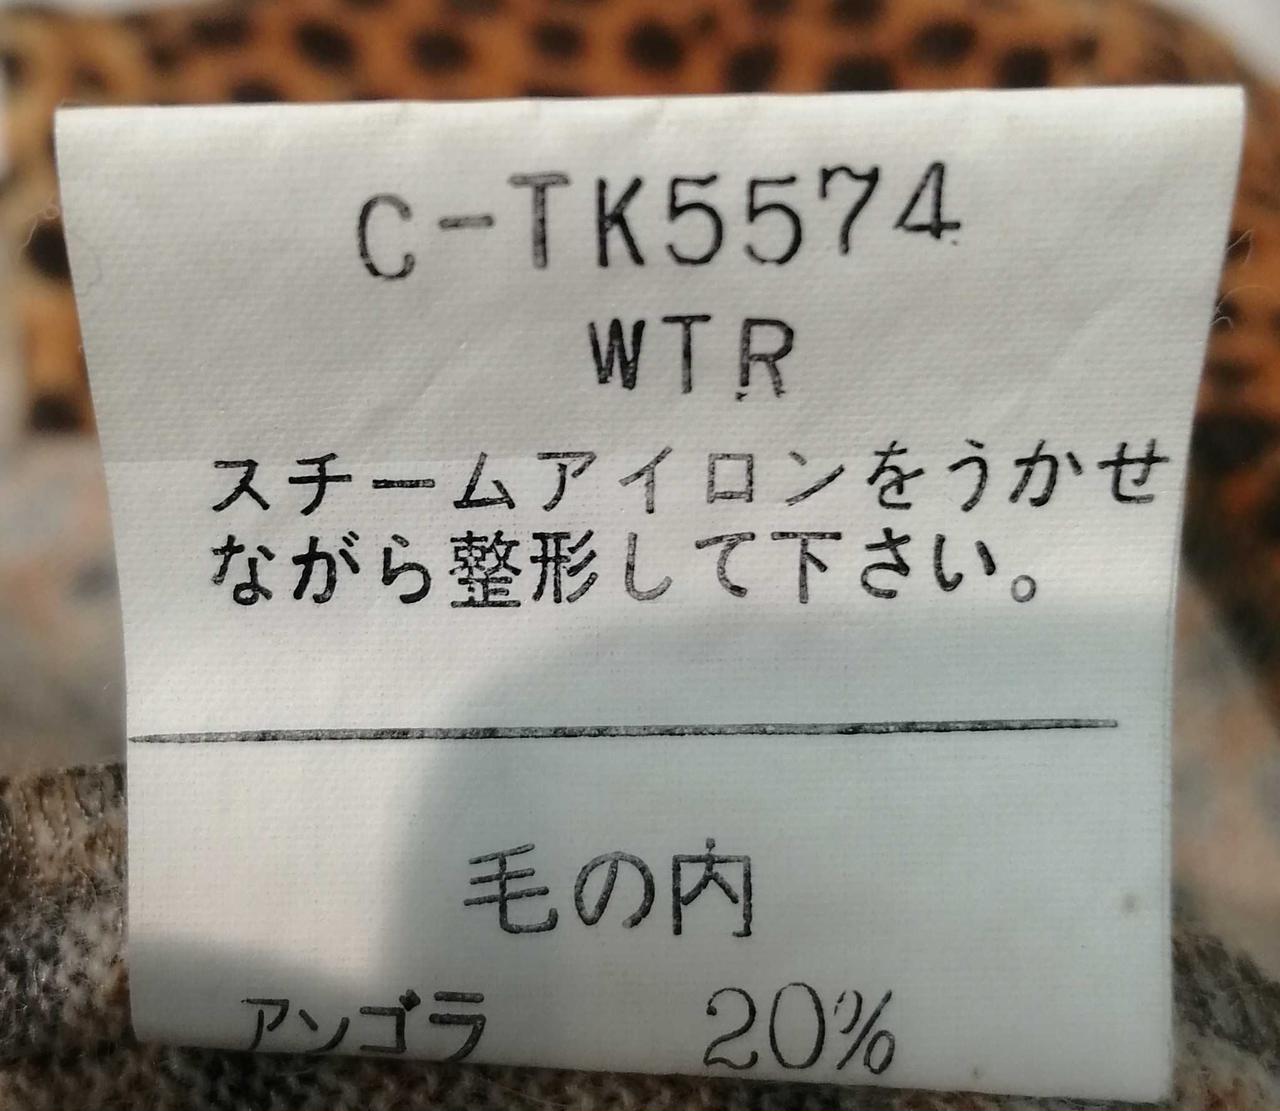 C-TK5574
WTR
スチームアイロンをうかせ
ながら整形して下さい。
毛の内
アンゴラ 20%